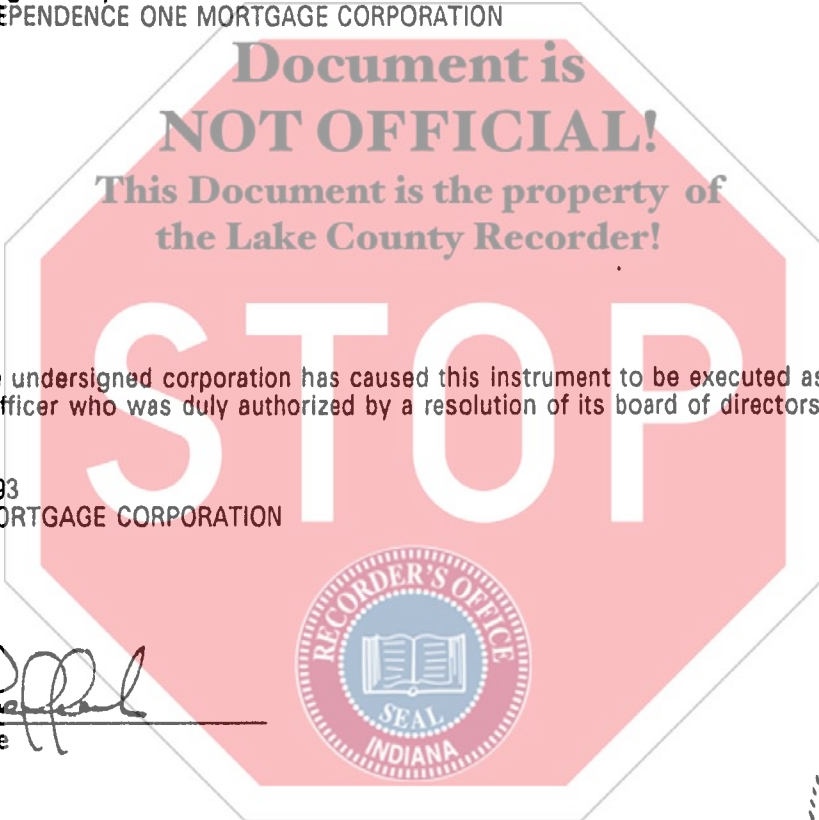 EPENDENCE ONE MORTGAGE CORPORATION
Document is
NOT OFFICIAL!
This Document is the property of
the Lake County Recorder!
STOP
undersigned corporation has caused this instrument to be executed as
fficer who was duly authorized by a resolution of its board of directors
93
ORTGAGE CORPORATION
RECORDER'S OFFICE
SEAL
INDIANA